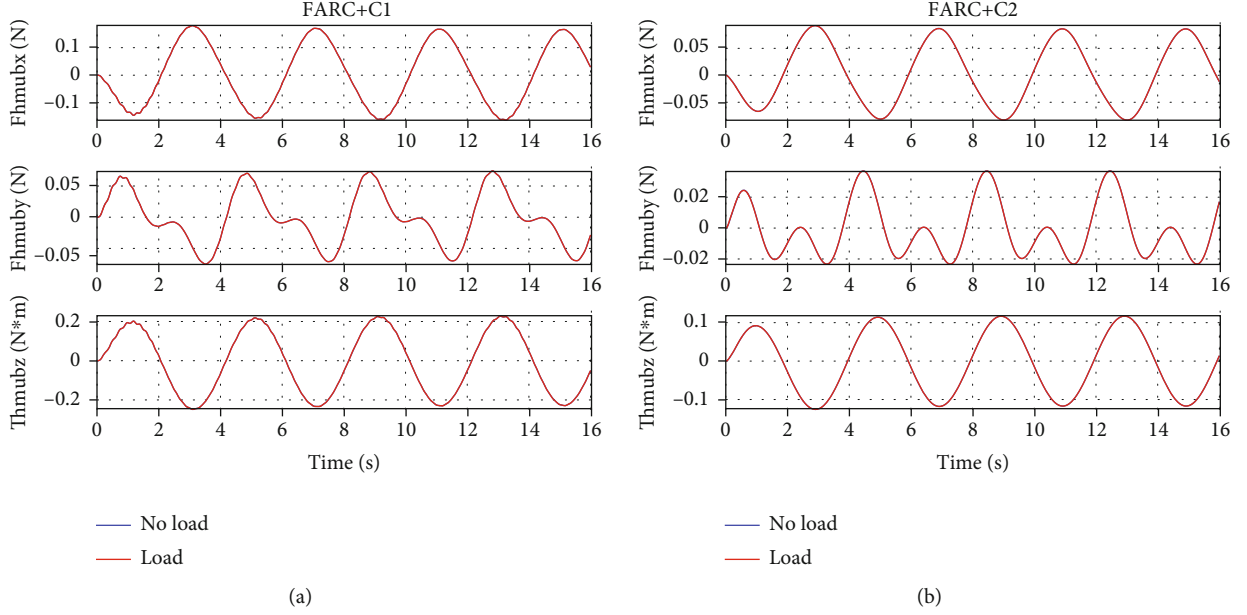 FARC+C1
Fhmubx (N)
0.1
0
−0.1
0 2 4 6 8 10 12 14 16
Fhmuby (N)
0.05
0
−0.05
0 2 4 6 8 10 12 14 16
Thmubz (N*m)
0.2
0
−0.2
0 2 4 6 8 10 12 14 16
Time (s)
No load
Load
(a)
FARC+C2
Fhmubx (N)
0.05
0
−0.05
0 2 4 6 8 10 12 14 16
Fhmuby (N)
0.02
0
−0.02
0 2 4 6 8 10 12 14 16
Thmubz (N*m)
0.1
0
−0.1
0 2 4 6 8 10 12 14 16
Time (s)
No load
Load
(b)